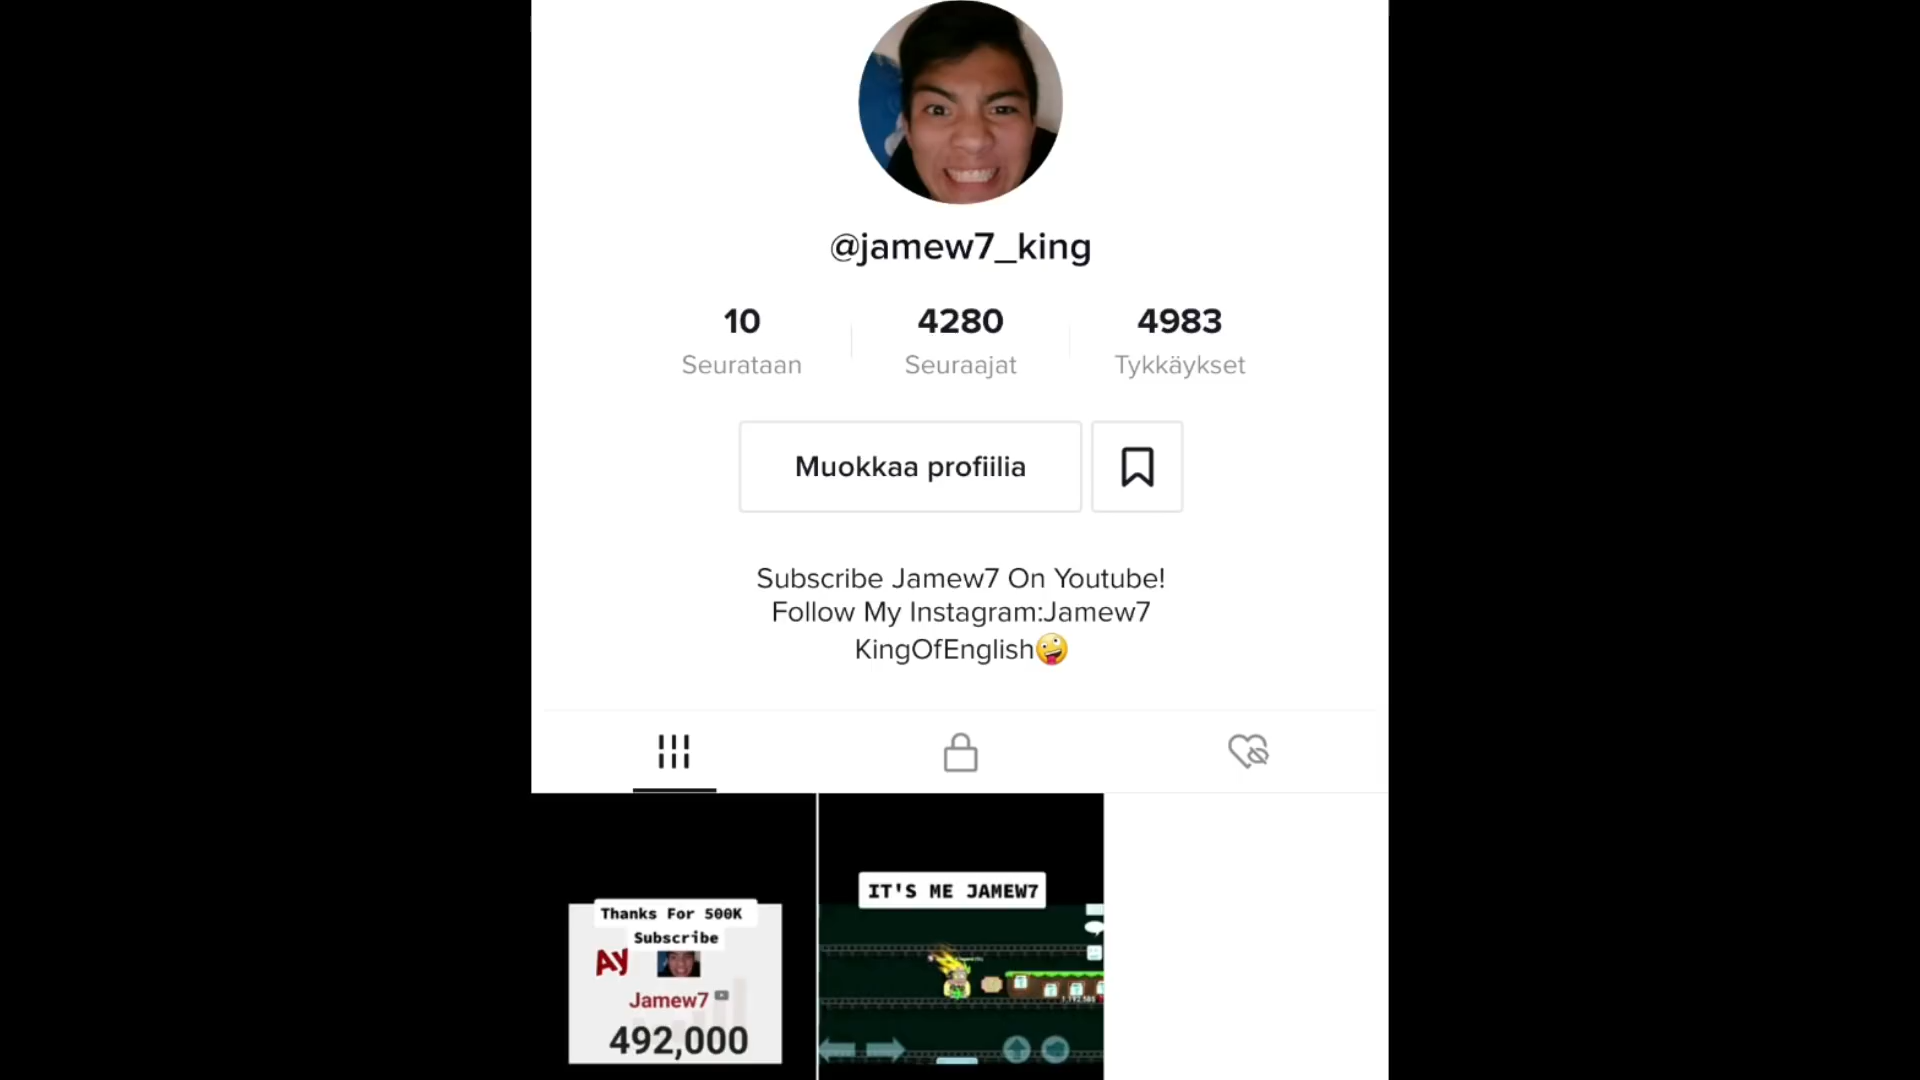 @jamew7_king
10 4280 4983
Seurataan Seuraajat Tykkäykset
Muokkaa profiilia
Subscribe Jamew7 On Youtube!
Follow My Instagram:Jamew7
KingOfEnglish🤪
Thanks For 500K
Subscribe
AY
Jamew7
492,000
IT'S ME JAMEW7